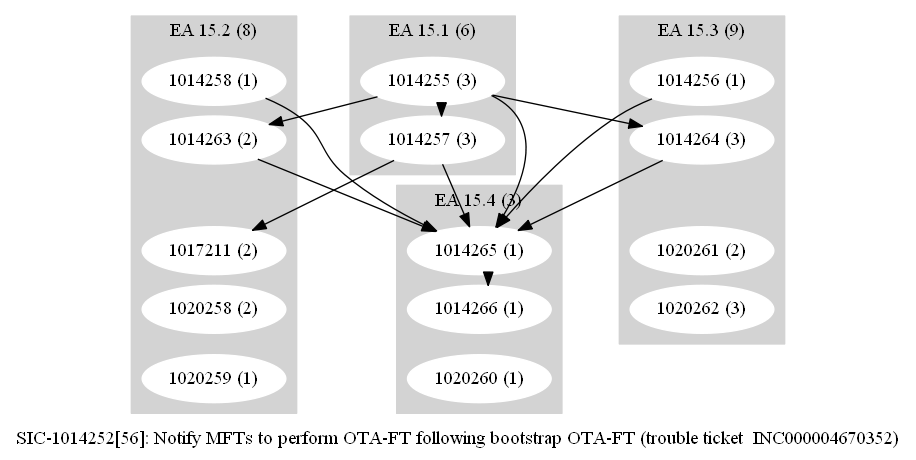 EA 15.2 (8)
EA 15.1 (6)
EA 15.3 (9)
1014258 (1)
1014255 (3)
1014256 (1)
1014263 (2)
1014257 (3)
1014264 (3)
EA 15.4 (3)
1017211 (2)
1014265 (1)
1020261 (2)
1020258 (2)
1014266 (1)
1020262 (3)
1020259 (1)
1020260 (1)
SIC-1014252[56]: Notify MFTs to perform OTA-FT following bootstrap OTA-FT (trouble ticket INC000004670352)